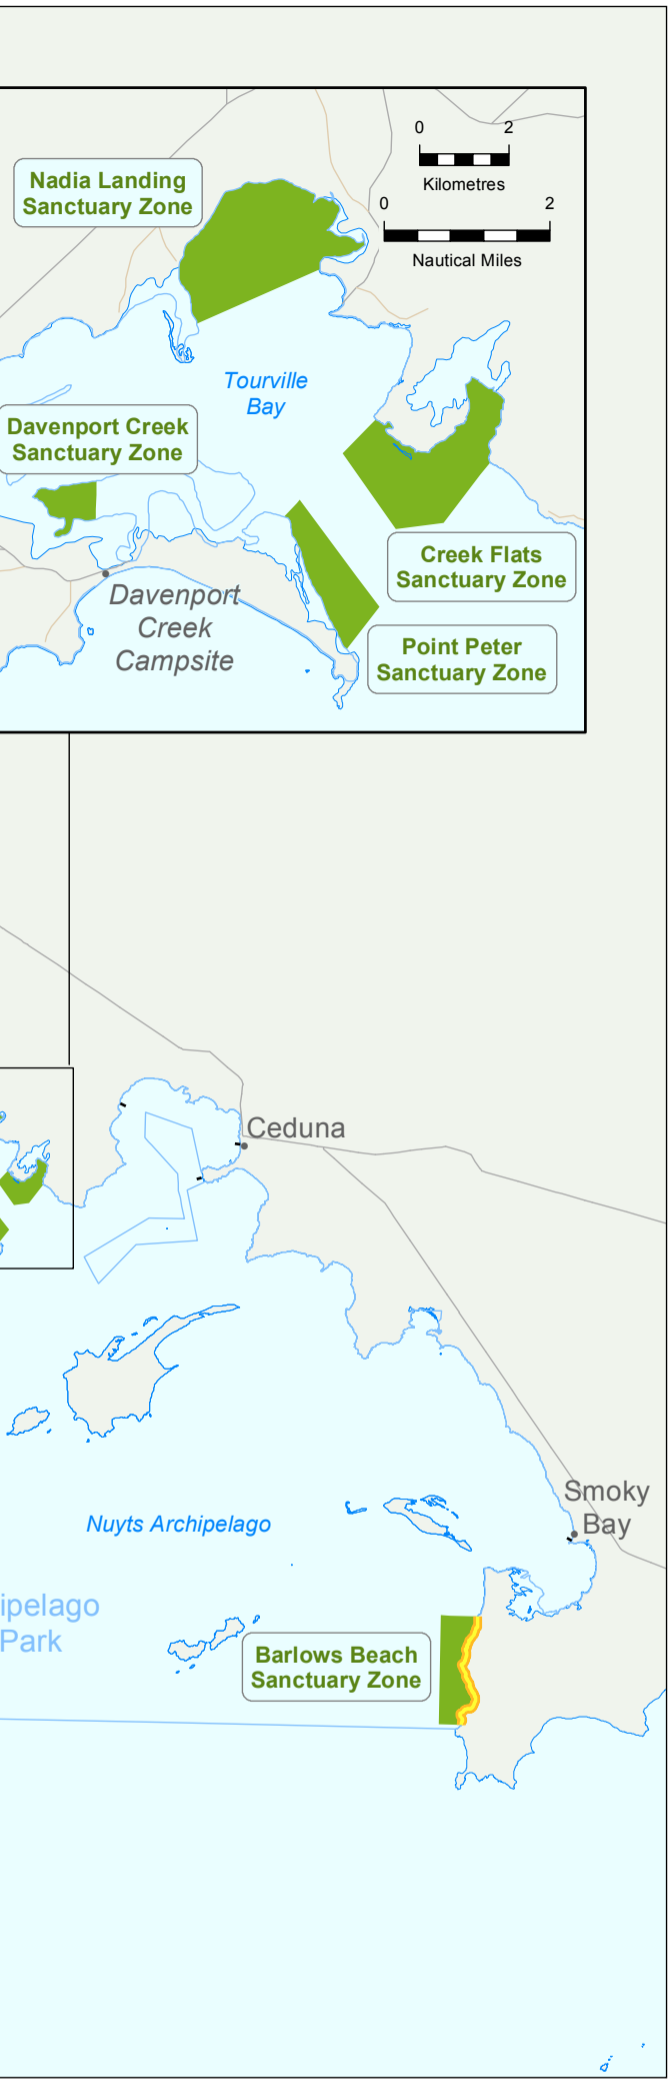 0 2
Kilometres
0 2
Nautical Miles
Nadia Landing
Sanctuary Zone
Tourville
Bay
Davenport Creek
Sanctuary Zone
Creek Flats
Sanctuary Zone
Davenport
Creek
Campsite
Point Peter
Sanctuary Zone
Ceduna
Smoky
Bay
Nuyts Archipelago
ipelago
Park
Barlows Beach
Sanctuary Zone